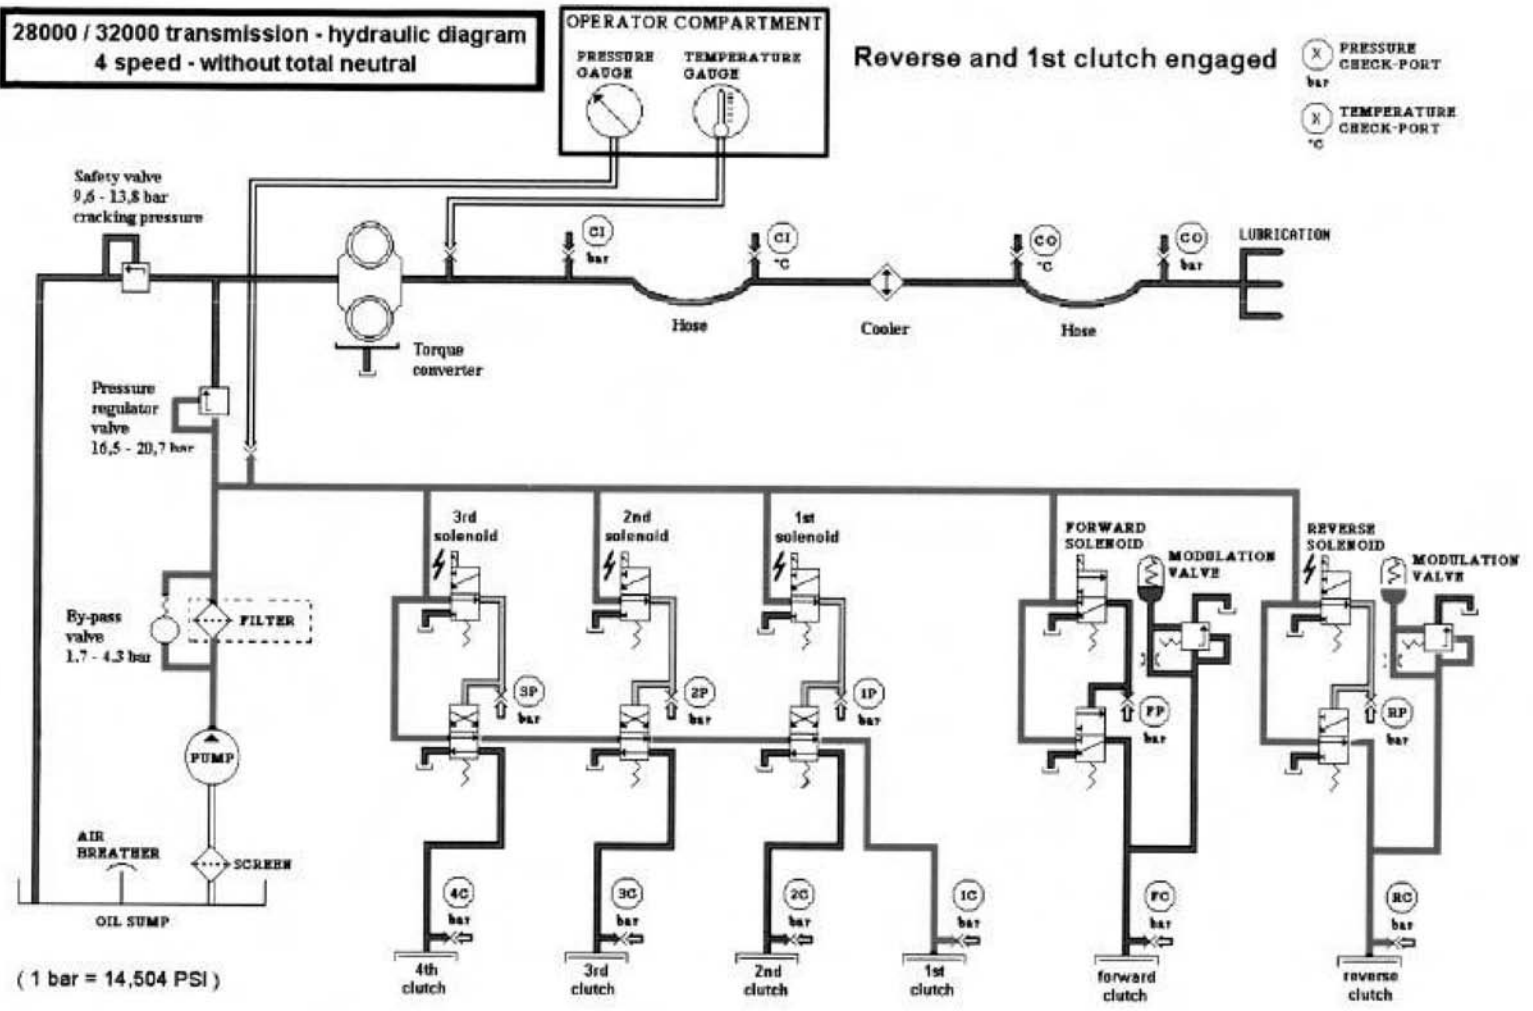 28000 / 32000 transmission - hydraulic diagram
4 speed - without total neutral
OPERATOR COMPARTMENT
PRESSURE
GAUGE
TEMPERATURE
GAUGE
Reverse and 1st clutch engaged
X
PRESSURE
CHECK-PORT
bar
X
TEMPERATURE
CHECK-PORT
°C
Safety valve
9,6 - 13,8 bar
cracking pressure
CI
bar
CI
°C
CO
°C
CO
bar
LUBRICATION
Hose
Cooler
Hose
Torque
converter
Pressure
regulator
valve
16,5 - 20,7 bar
3rd
solenoid
2nd
solenoid
1st
solenoid
FORWARD
SOLENOID
MODULATION
VALVE
REVERSE
SOLENOID
MODULATION
VALVE
By-pass
valve
1.7 - 4.3 bar
FILTER
3P
bar
2P
bar
1P
bar
FP
bar
RP
bar
PUMP
AIR
BREATHER
SCREEN
OIL SUMP
4C
bar
3C
bar
2C
bar
1C
bar
FC
bar
RC
bar
4th
clutch
3rd
clutch
2nd
clutch
1st
clutch
forward
clutch
reverse
clutch
( 1 bar = 14,504 PSI )